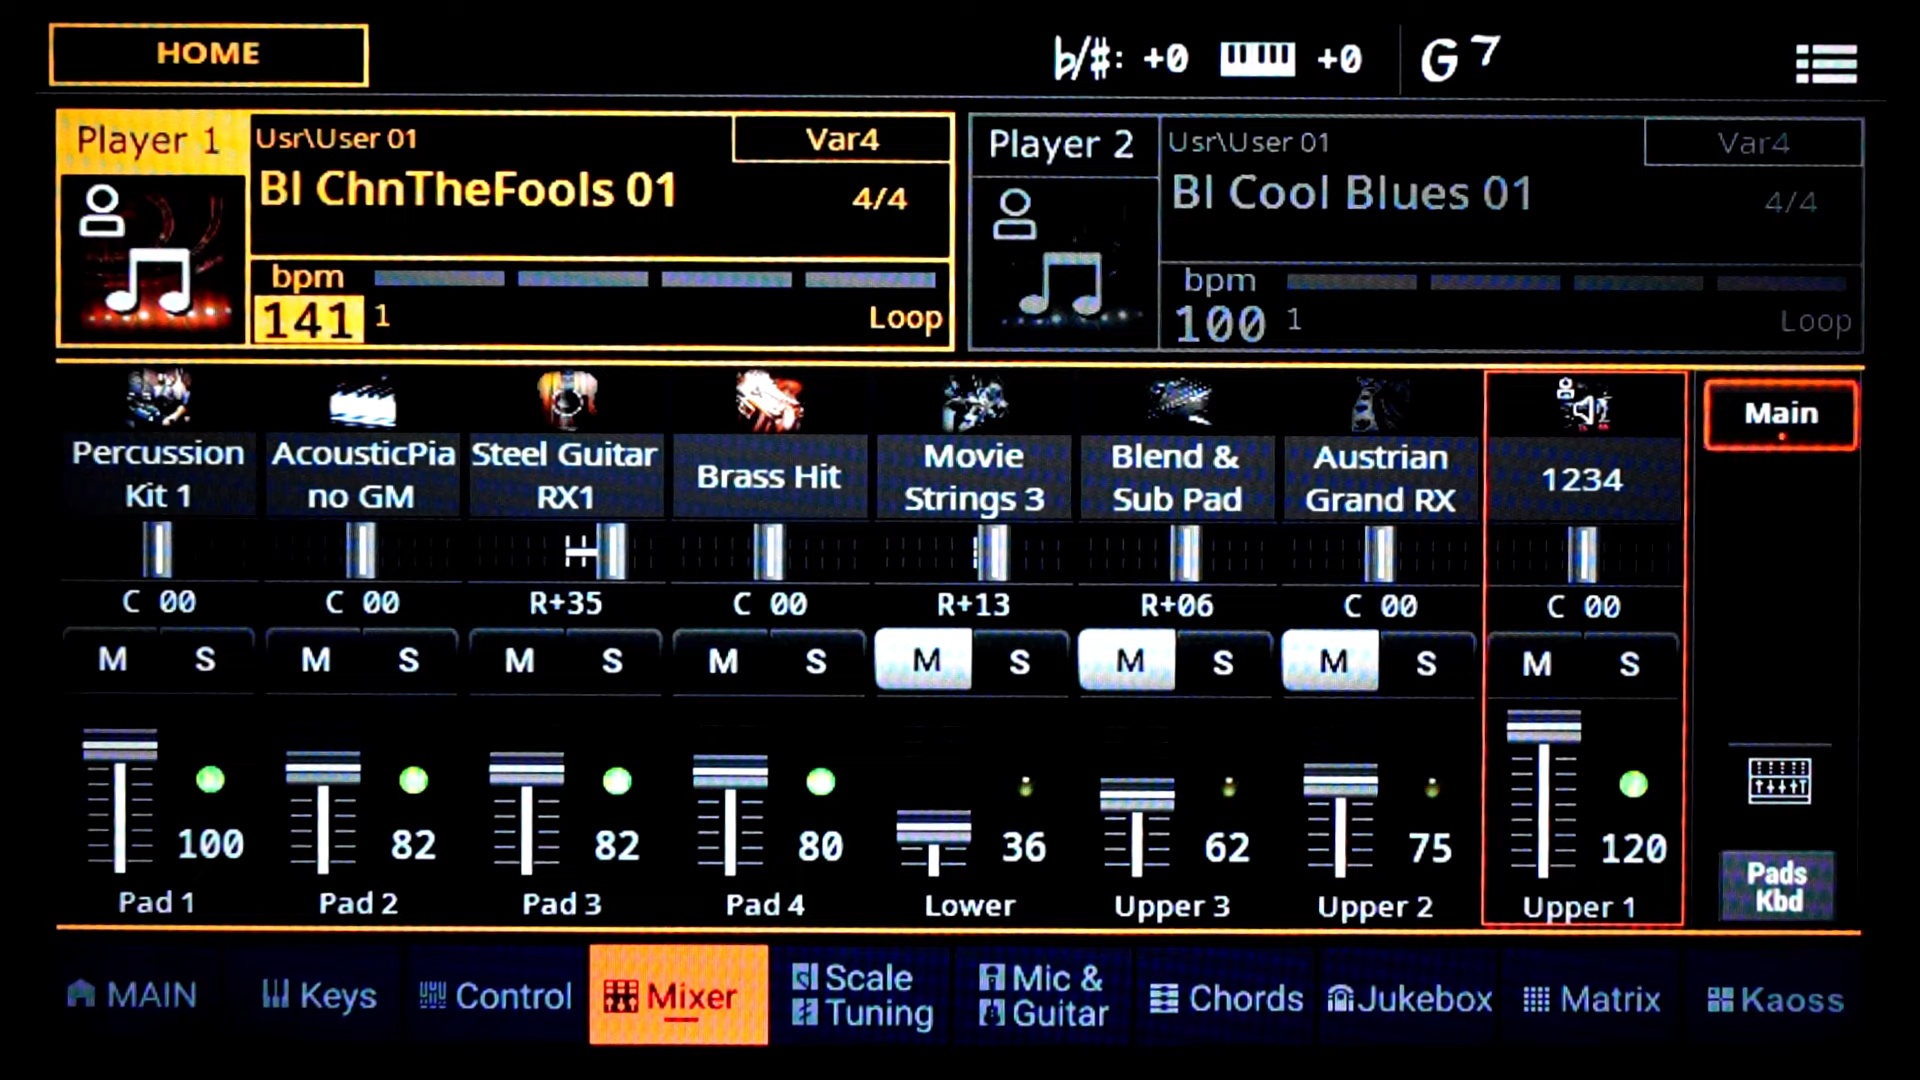 HOME
b/#: +0 +0 G 7
Player 1
Usr\User 01
Var4
Bl ChnTheFools 01
4/4
bpm
141
1
Loop
Player 2
Usr\User 01
Var4
Bl Cool Blues 01
4/4
bpm
100
1
Loop
Percussion
Kit 1
AcousticPia
no GM
Steel Guitar
RX1
Brass Hit
Movie
Strings 3
Blend &
Sub Pad
Austrian
Grand RX
1234
Main
C 00
C 00
R+35
C 00
R+13
R+06
C 00
C 00
M S
M S
M S
M S
M S
M S
M S
M S
100
82
82
80
36
62
75
120
Pad 1
Pad 2
Pad 3
Pad 4
Lower
Upper 3
Upper 2
Upper 1
Pads
Kbd
MAIN
Keys
Control
Mixer
Scale
Tuning
Mic &
Guitar
Chords
Jukebox
Matrix
Kaoss